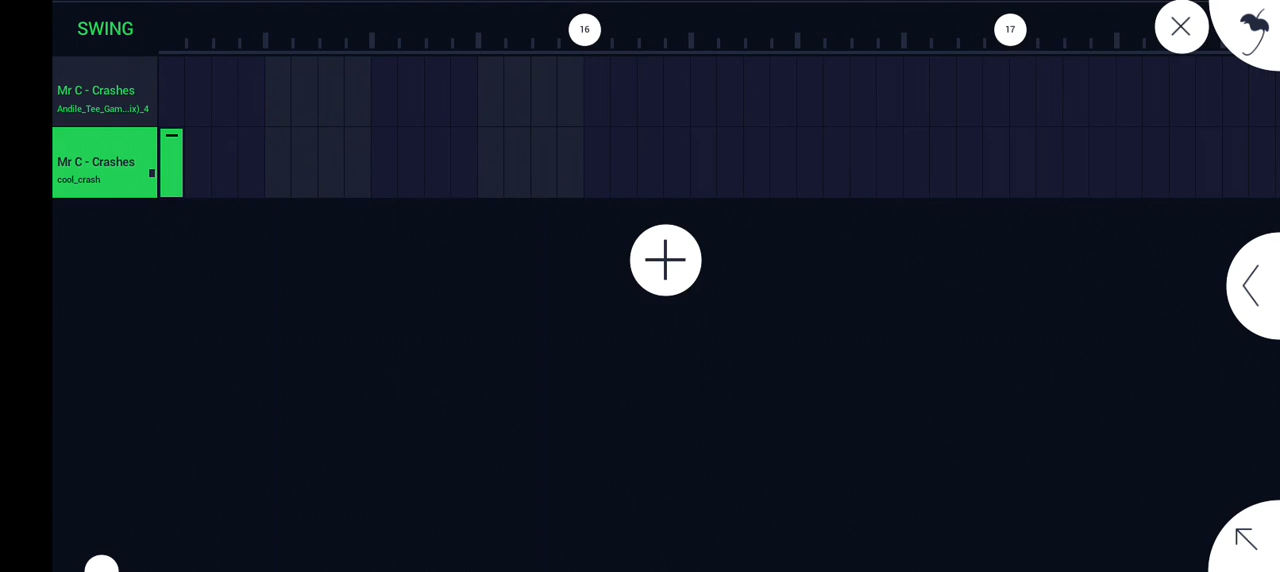 SWING
16
17
Mr C - Crashes
Andile_Tee_Gam...ix)_4
Mr C - Crashes
cool_crash